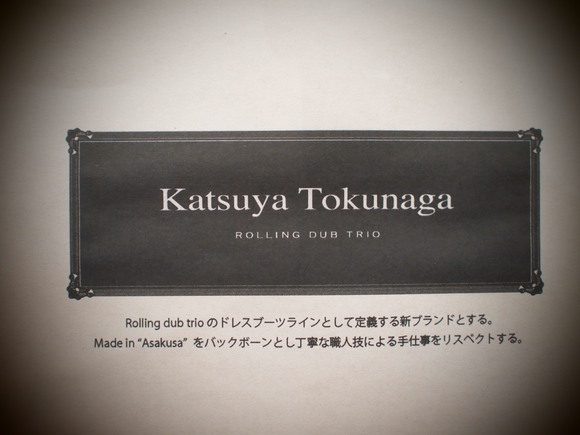 Katsuya Tokunaga
ROLLING DUB TRIO
Rolling dub trio のドレスブーツラインとして定義する新ブランドとする。
Made in “Asakusa” をバックボーンとし丁寧な職人技による手仕事をリスペクトする。